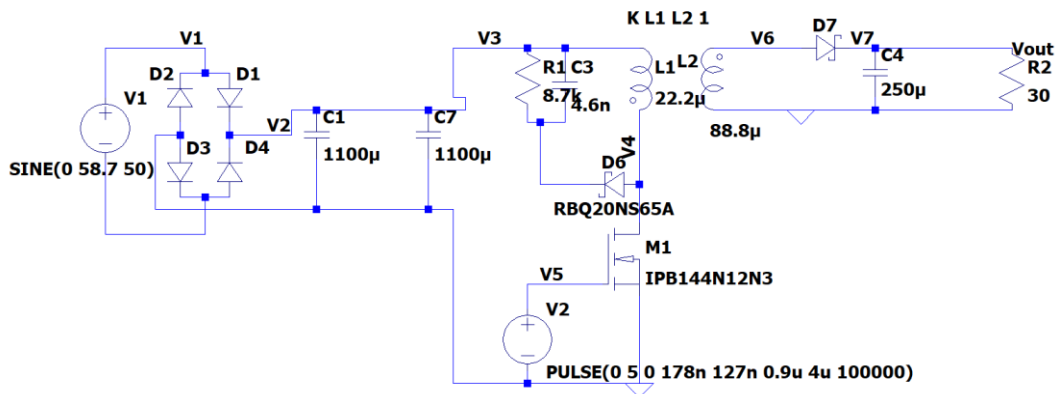 K L1 L2 1
V1
D2
D1
V1
V2
D3
D4
SINE(0 58.7 50)
C1
1100µ
C7
1100µ
V3
R1
8.7k
C3
4.6n
L1
22.2µ
L2
88.8µ
V6
D7
V7
C4
250µ
Vout
R2
30
V4
D6
RBQ20NS65A
M1
IPB144N12N3
V5
V2
PULSE(0 5 0 178n 127n 0.9u 4u 100000)